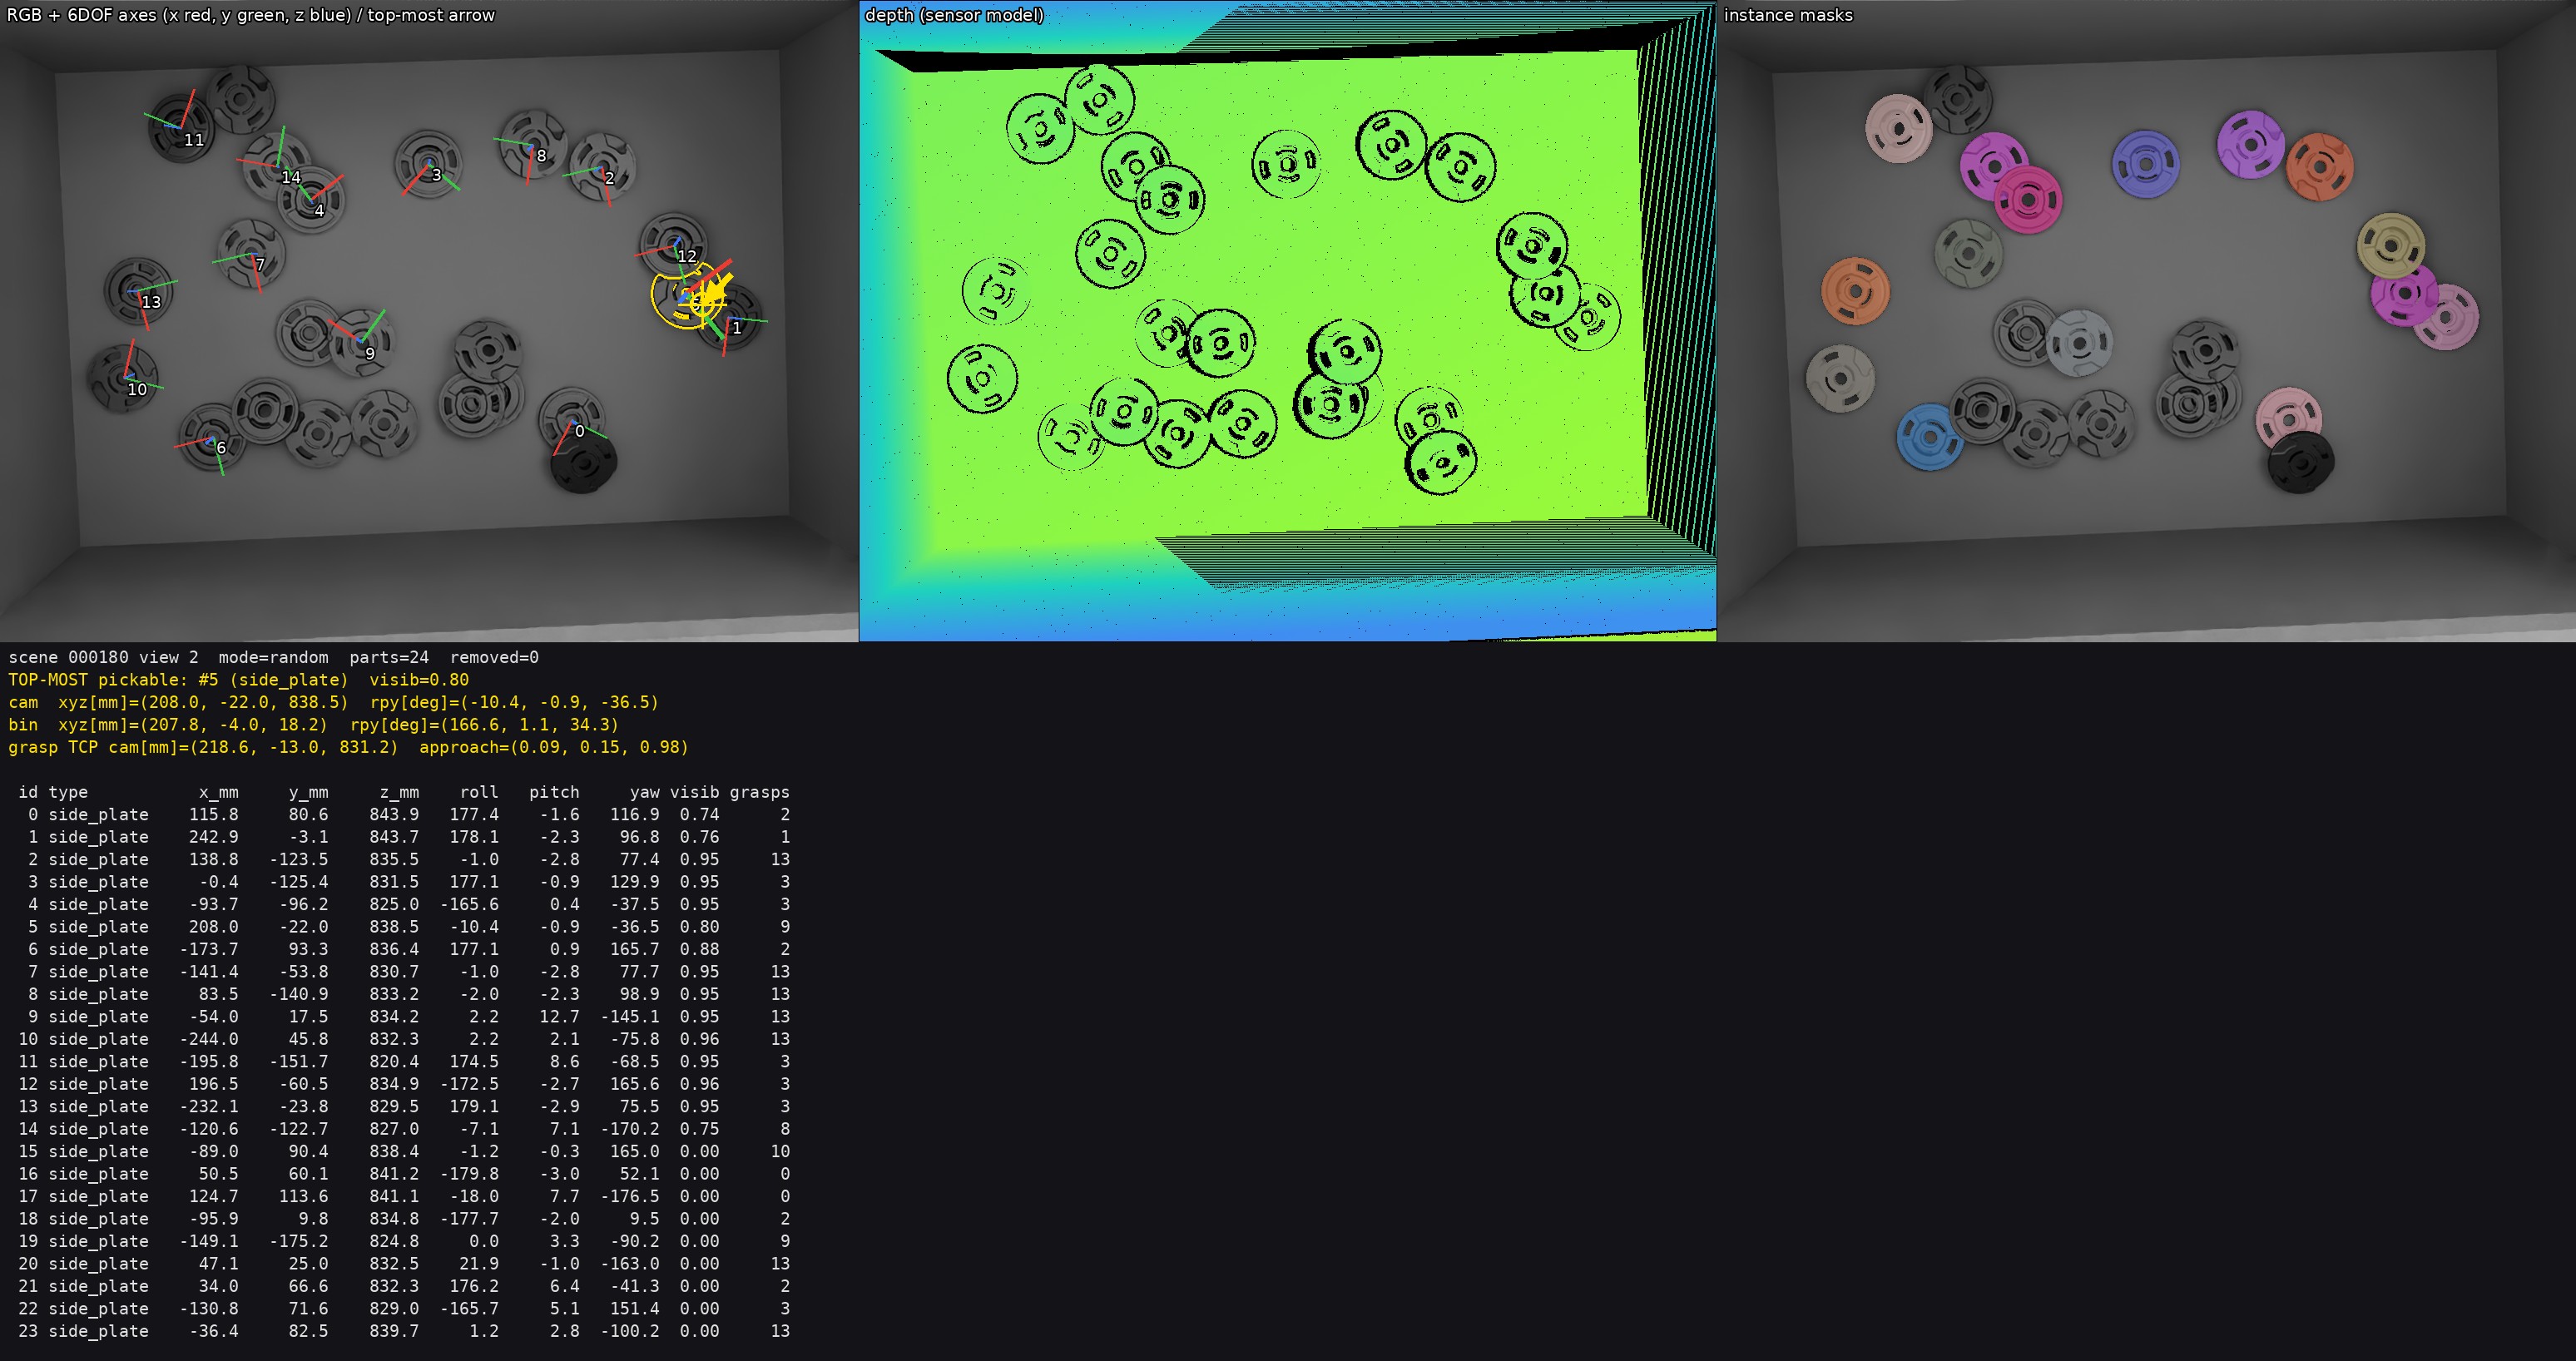 RGB + 6DOF axes (x red, y green, z blue) / top-most arrow
depth (sensor model)
instance masks
11
8
14
3
2
4
12
7
13
1
9
10
0
6
scene 000180 view 2  mode=random  parts=24  removed=0
TOP-MOST pickable: #5 (side_plate)  visib=0.80
cam  xyz[mm]=(208.0, -22.0, 838.5)  rpy[deg]=(-10.4, -0.9, -36.5)
bin  xyz[mm]=(207.8, -4.0, 18.2)  rpy[deg]=(166.6, 1.1, 34.3)
grasp TCP cam[mm]=(218.6, -13.0, 831.2)  approach=(0.09, 0.15, 0.98)
id type x_mm y_mm z_mm roll pitch yaw visib grasps
0 side_plate 115.8 80.6 843.9 177.4 -1.6 116.9 0.74 2
1 side_plate 242.9 -3.1 843.7 178.1 -2.3 96.8 0.76 1
2 side_plate 138.8 -123.5 835.5 -1.0 -2.8 77.4 0.95 13
3 side_plate -0.4 -125.4 831.5 177.1 -0.9 129.9 0.95 3
4 side_plate -93.7 -96.2 825.0 -165.6 0.4 -37.5 0.95 3
5 side_plate 208.0 -22.0 838.5 -10.4 -0.9 -36.5 0.80 9
6 side_plate -173.7 93.3 836.4 177.1 0.9 165.7 0.88 2
7 side_plate -141.4 -53.8 830.7 -1.0 -2.8 77.7 0.95 13
8 side_plate 83.5 -140.9 833.2 -2.0 -2.3 98.9 0.95 13
9 side_plate -54.0 17.5 834.2 2.2 12.7 -145.1 0.95 13
10 side_plate -244.0 45.8 832.3 2.2 2.1 -75.8 0.96 13
11 side_plate -195.8 -151.7 820.4 174.5 8.6 -68.5 0.95 3
12 side_plate 196.5 -60.5 834.9 -172.5 -2.7 165.6 0.96 3
13 side_plate -232.1 -23.8 829.5 179.1 -2.9 75.5 0.95 3
14 side_plate -120.6 -122.7 827.0 -7.1 7.1 -170.2 0.75 8
15 side_plate -89.0 90.4 838.4 -1.2 -0.3 165.0 0.00 10
16 side_plate 50.5 60.1 841.2 -179.8 -3.0 52.1 0.00 0
17 side_plate 124.7 113.6 841.1 -18.0 7.7 -176.5 0.00 0
18 side_plate -95.9 9.8 834.8 -177.7 -2.0 9.5 0.00 2
19 side_plate -149.1 -175.2 824.8 0.0 3.3 -90.2 0.00 9
20 side_plate 47.1 25.0 832.5 21.9 -1.0 -163.0 0.00 13
21 side_plate 34.0 66.6 832.3 176.2 6.4 -41.3 0.00 2
22 side_plate -130.8 71.6 829.0 -165.7 5.1 151.4 0.00 3
23 side_plate -36.4 82.5 839.7 1.2 2.8 -100.2 0.00 13